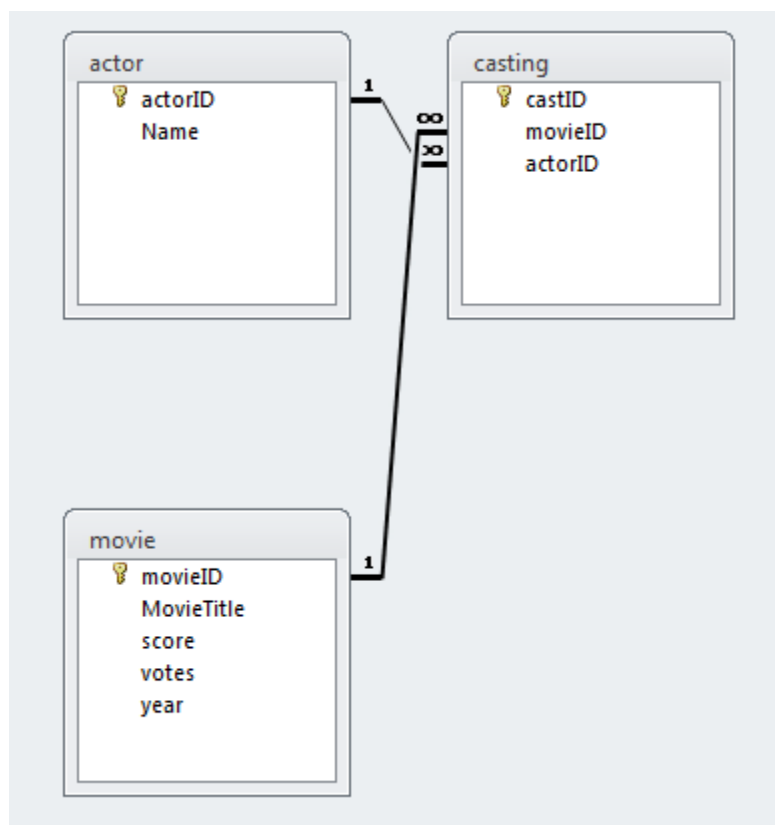 actor
actorID
Name
1
casting
castID
movieID
actorID
∞
∞
movie
movieID
MovieTitle
score
votes
year
1